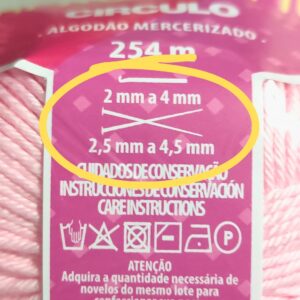 CÍRCULO
· ALGODÃO MERCERIZADO ·
254 m
2 mm a 4 mm
2,5 mm a 4,5 mm
CUIDADOS DE CONSERVAÇÃO
INSTRUCCIONES DE CONSERVACIÓN
CARE INSTRUCTIONS
P
ATENÇÃO
Adquira a quantidade necessária de
novelos do mesmo lote para